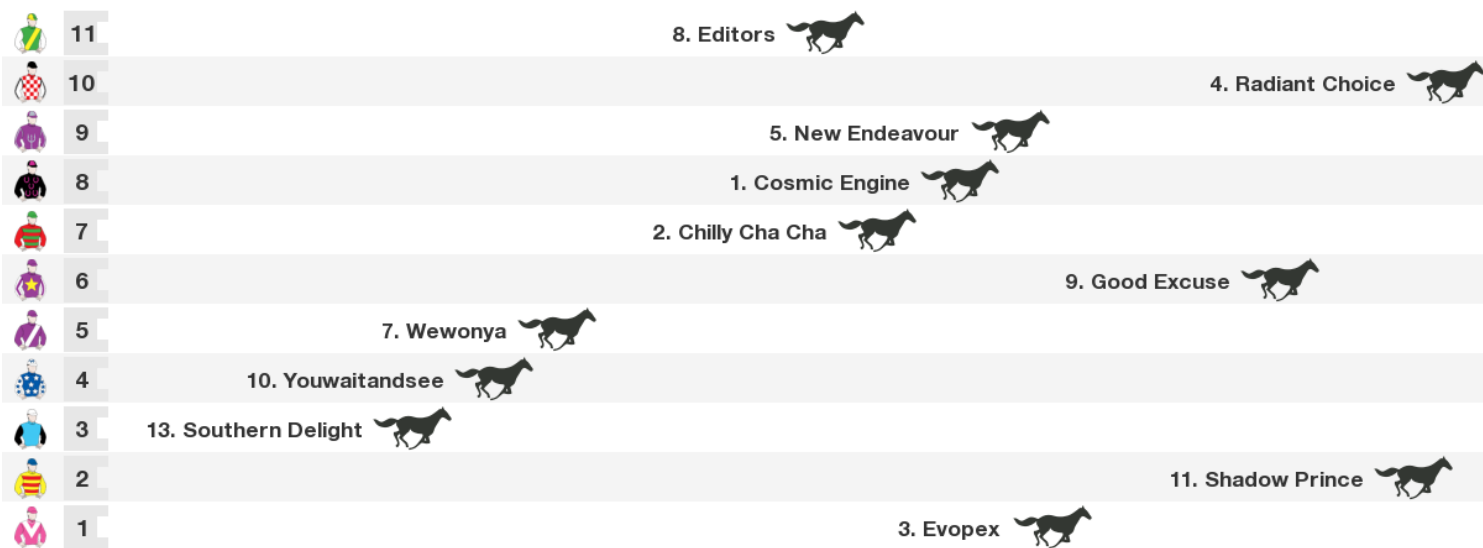 11 8. Editors
10 4. Radiant Choice
9 5. New Endeavour
8 1. Cosmic Engine
7 2. Chilly Cha Cha
6 9. Good Excuse
5 7. Wewonya
4 10. Youwaitandsee
3 13. Southern Delight
2 11. Shadow Prince
1 3. Evopex